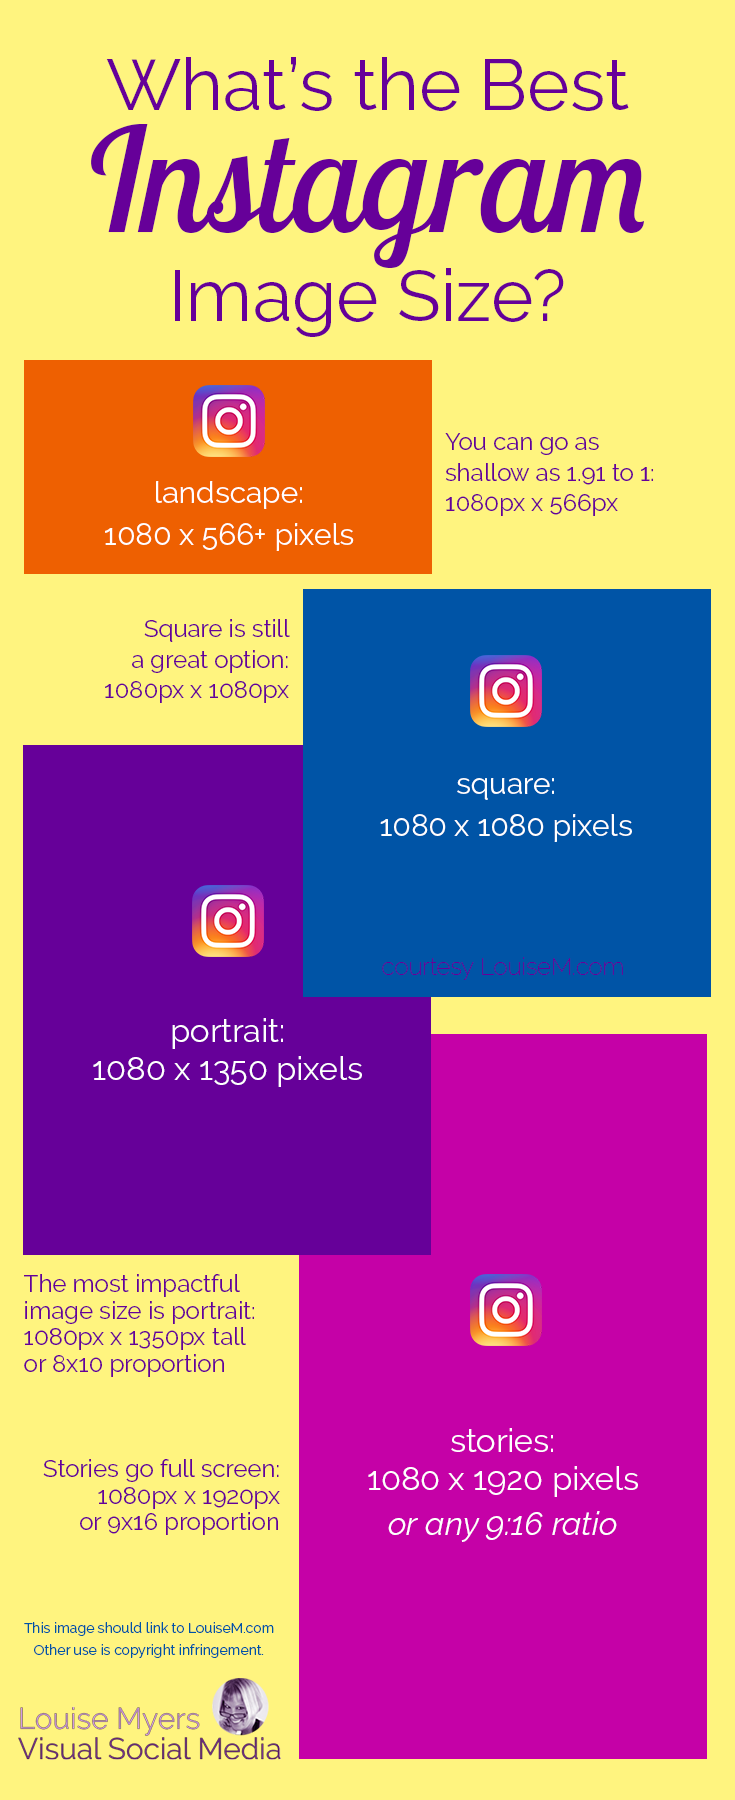 What's the Best
Instagram
Image Size?
landscape:
1080 x 566+ pixels
You can go as
shallow as 1.91 to 1:
1080px x 566px
Square is still
a great option:
1080px x 1080px
square:
1080 x 1080 pixels
courtesy LouiseM.com
portrait:
1080 x 1350 pixels
The most impactful
image size is portrait:
1080px x 1350px tall
or 8x10 proportion
stories:
1080 x 1920 pixels
or any 9:16 ratio
Stories go full screen:
1080px x 1920px
or 9x16 proportion
This image should link to LouiseM.com
Other use is copyright infringement.
Louise Myers
Visual Social Media